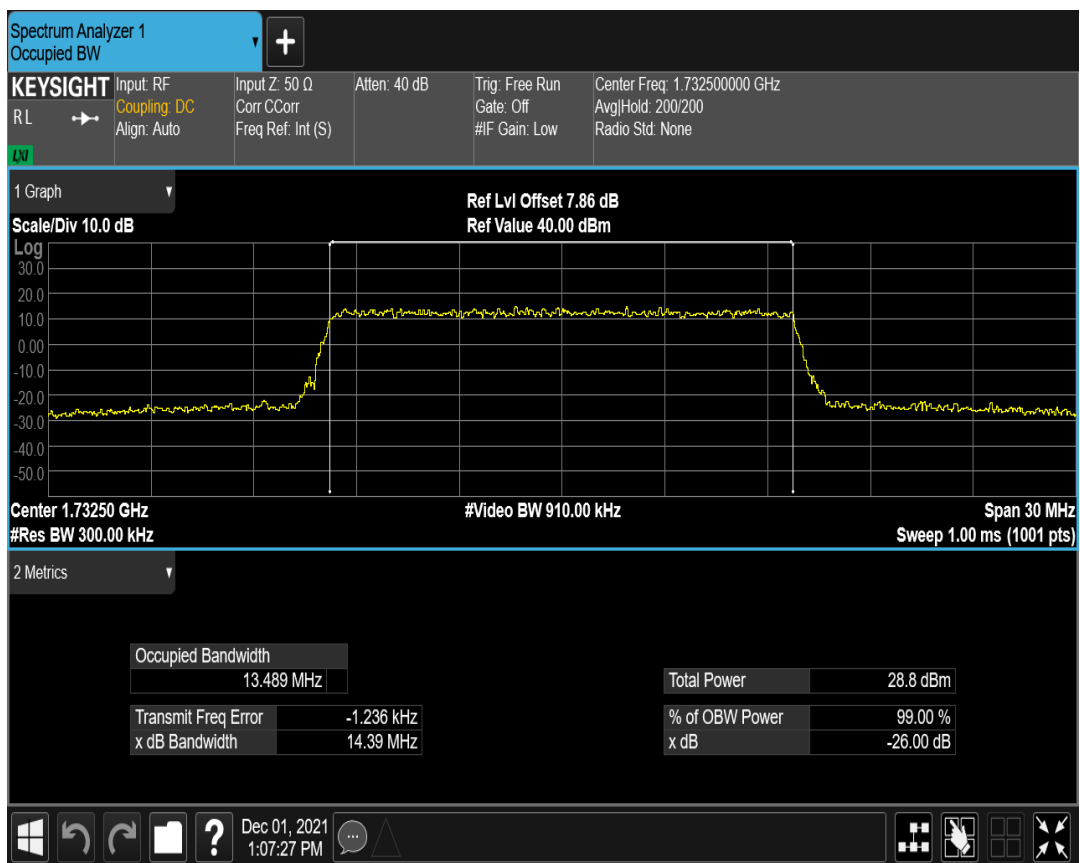 Spectrum Analyzer 1
Occupied BW
KEYSIGHT
RL
LXI
Input: RF
Coupling: DC
Align: Auto
Input Z: 50 Ω
Corr CCorr
Freq Ref: Int (S)
Atten: 40 dB
Trig: Free Run
Gate: Off
#IF Gain: Low
Center Freq: 1.732500000 GHz
Avg|Hold: 200/200
Radio Std: None
1 Graph
Scale/Div 10.0 dB
Ref Lvl Offset 7.86 dB
Ref Value 40.00 dBm
Log
30.0
20.0
10.0
0.00
-10.0
-20.0
-30.0
-40.0
-50.0
Center 1.73250 GHz
#Res BW 300.00 kHz
#Video BW 910.00 kHz
Span 30 MHz
Sweep 1.00 ms (1001 pts)
2 Metrics
Occupied Bandwidth
13.489 MHz
Transmit Freq Error -1.236 kHz
x dB Bandwidth 14.39 MHz
Total Power 28.8 dBm
% of OBW Power 99.00 %
x dB -26.00 dB
?
Dec 01, 2021
1:07:27 PM